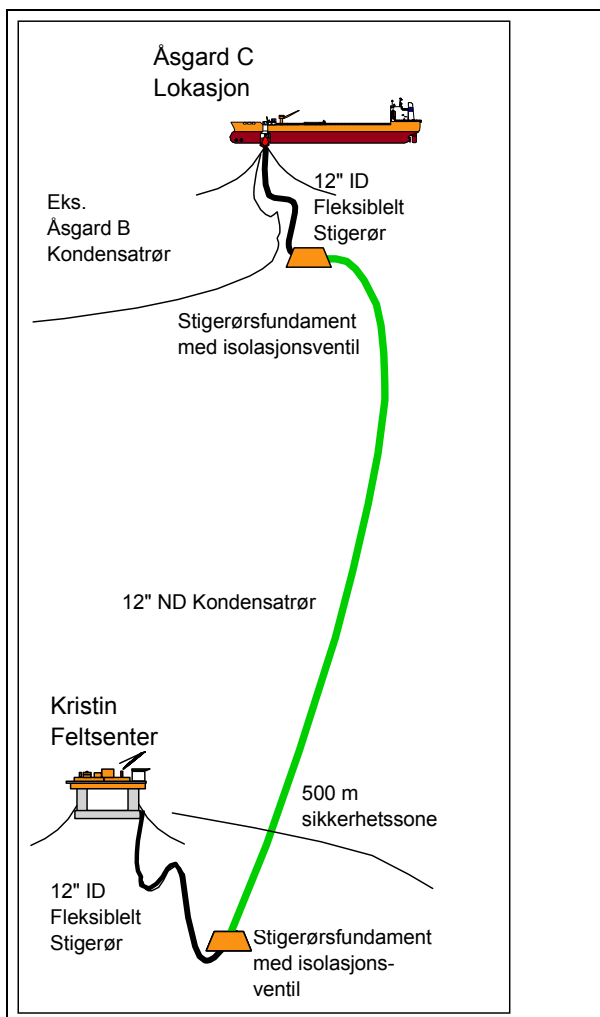 Åsgard C
Lokasjon
12" ID
Fleksiblelt
Stigerør
Eks.
Åsgard B
Kondensatrør
Stigerørsfundament
med isolasjonsventil
12" ND Kondensatrør
Kristin
Feltsenter
500 m
sikkerhetssone
12" ID
Fleksiblelt
Stigerør
Stigerørsfundament
med isolasjons-
ventil